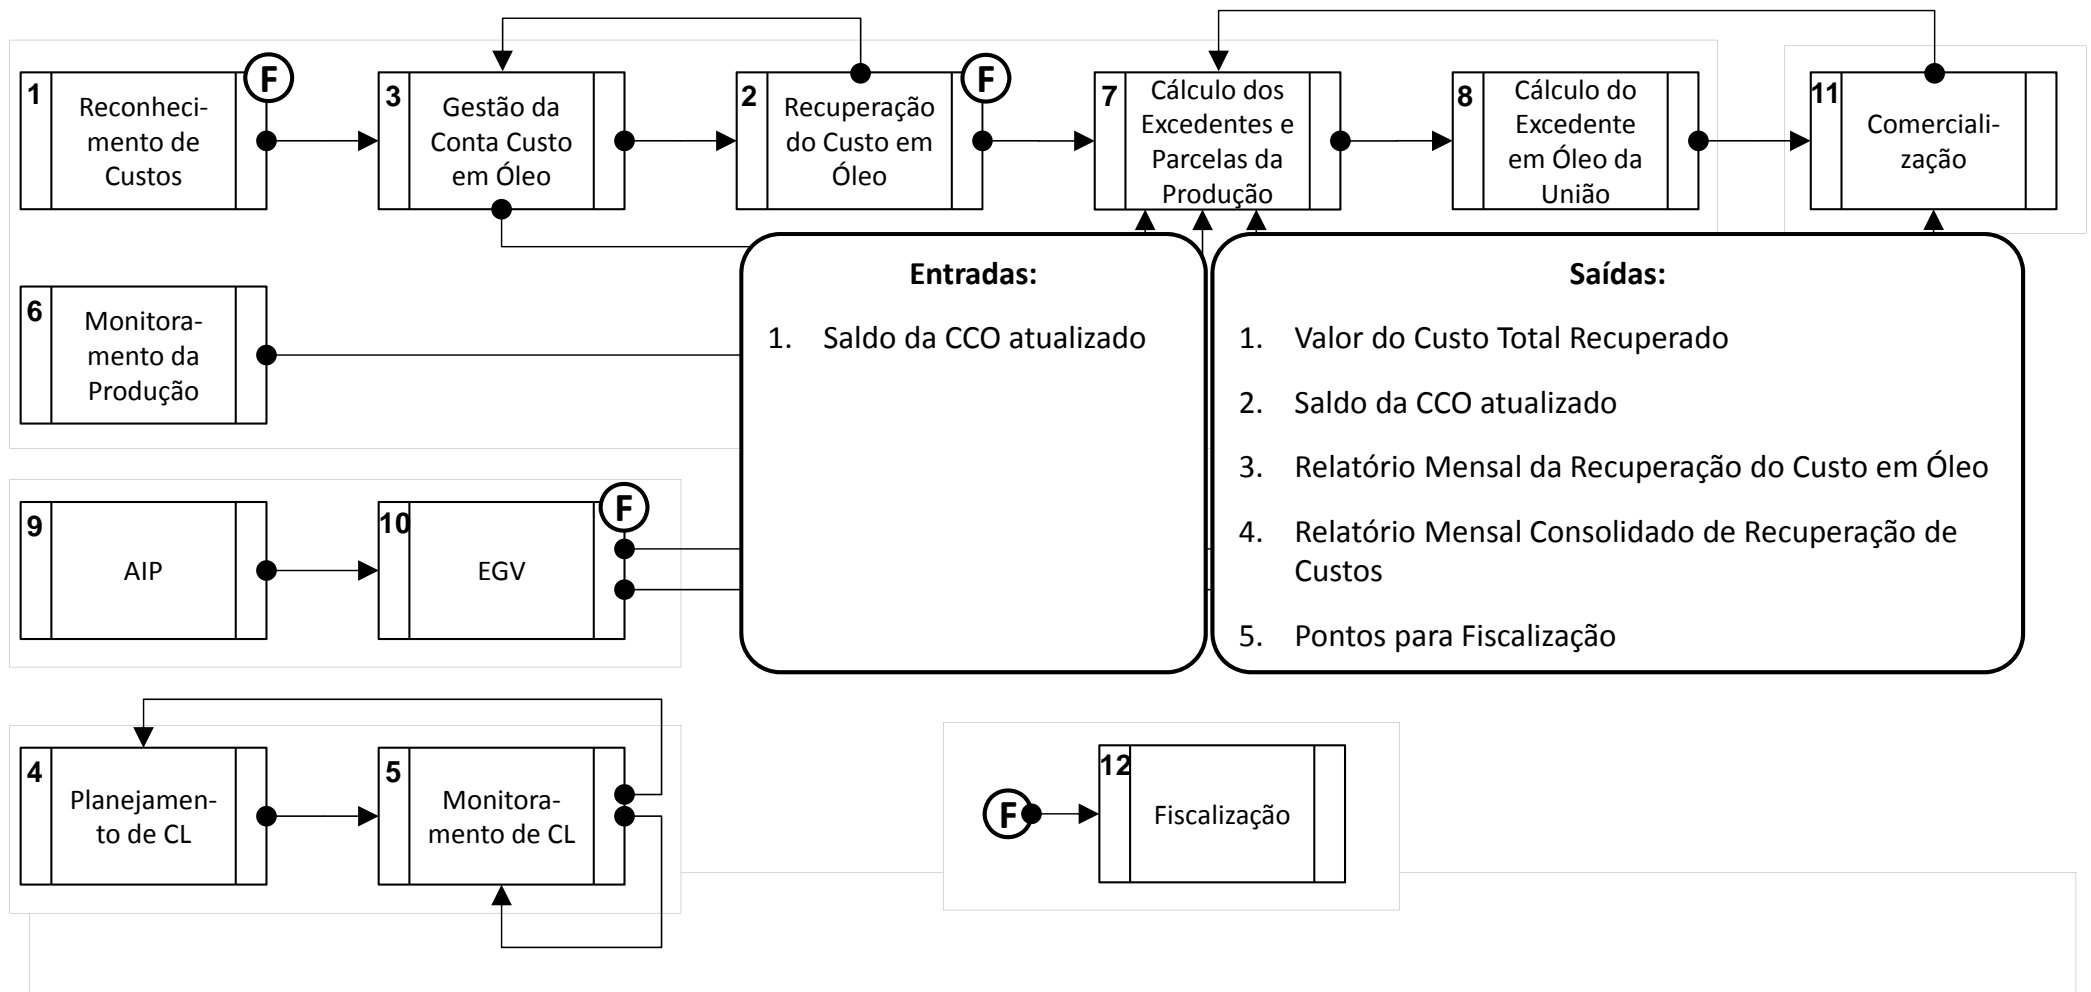 1
Reconheci-
mento de
Custos
F
3
Gestão da
Conta Custo
em Óleo
2
Recuperação
do Custo em
Óleo
F
7
Cálculo dos
Excedentes e
Parcelas da
Produção
8
Cálculo do
Excedente
em Óleo da
União
11
Comerciali-
zação
6
Monitora-
mento da
Produção
Entradas:
1. Saldo da CCO atualizado
Saídas:
1. Valor do Custo Total Recuperado
2. Saldo da CCO atualizado
3. Relatório Mensal da Recuperação do Custo em Óleo
4. Relatório Mensal Consolidado de Recuperação de
Custos
5. Pontos para Fiscalização
9
AIP
10
EGV
F
4
Planejamen-
to de CL
5
Monitora-
mento de CL
F
12
Fiscalização